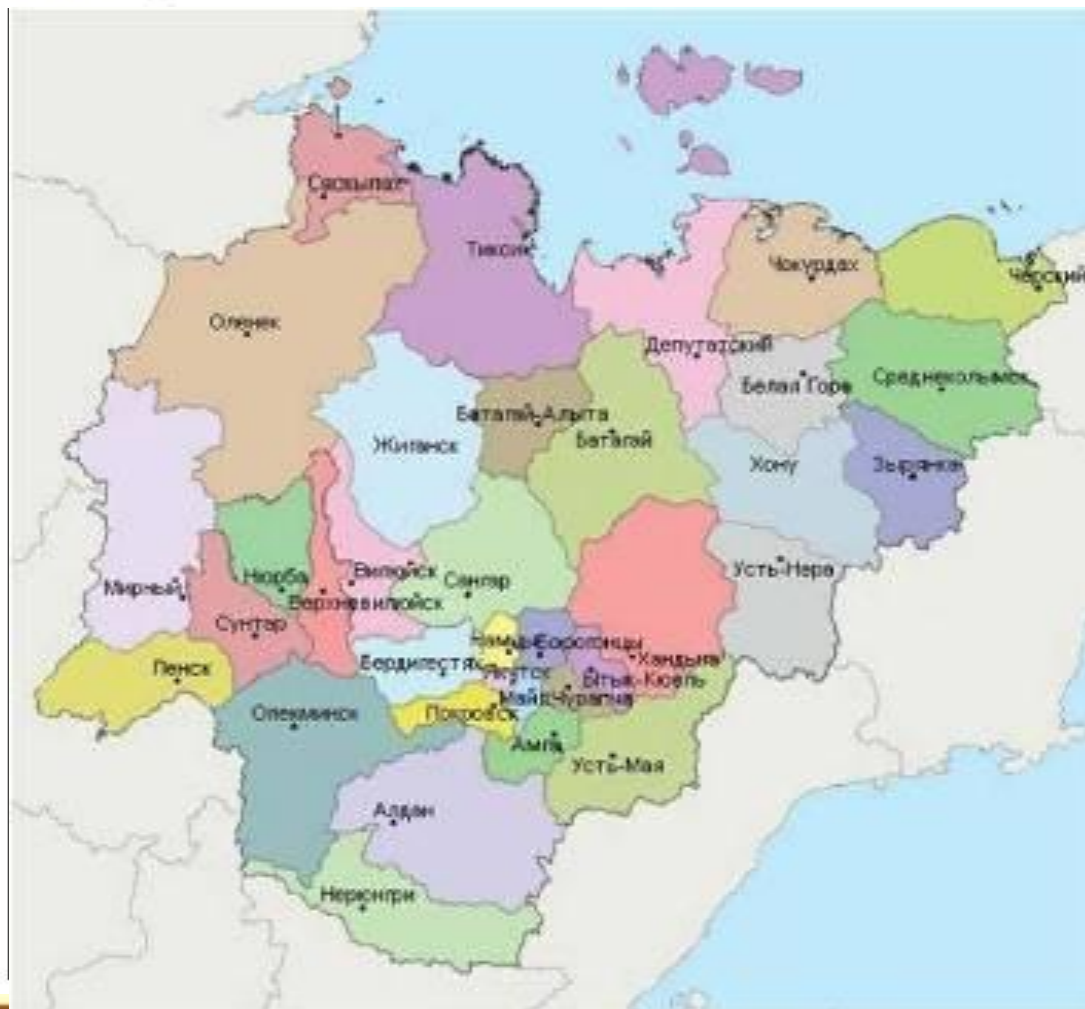 Саскылах
Тикси
Чокурдах
Черский
Оленек
Депутатский
Белая Гора
Среднеколымск
Батагай-Алыта
Батагай
Жиганск
Хону
Зырянка
Усть-Нера
Мирный
Нюрба
Вилюйск
Сангар
Верхневилюйск
Сунтар
Намцы
Борогонцы
Хандыга
Ленск
Бердигестях
Якутск
Ытык-Кюель
Майя
Чурапча
Олекминск
Покровск
Амга
Усть-Мая
Алдан
Нерюнгри